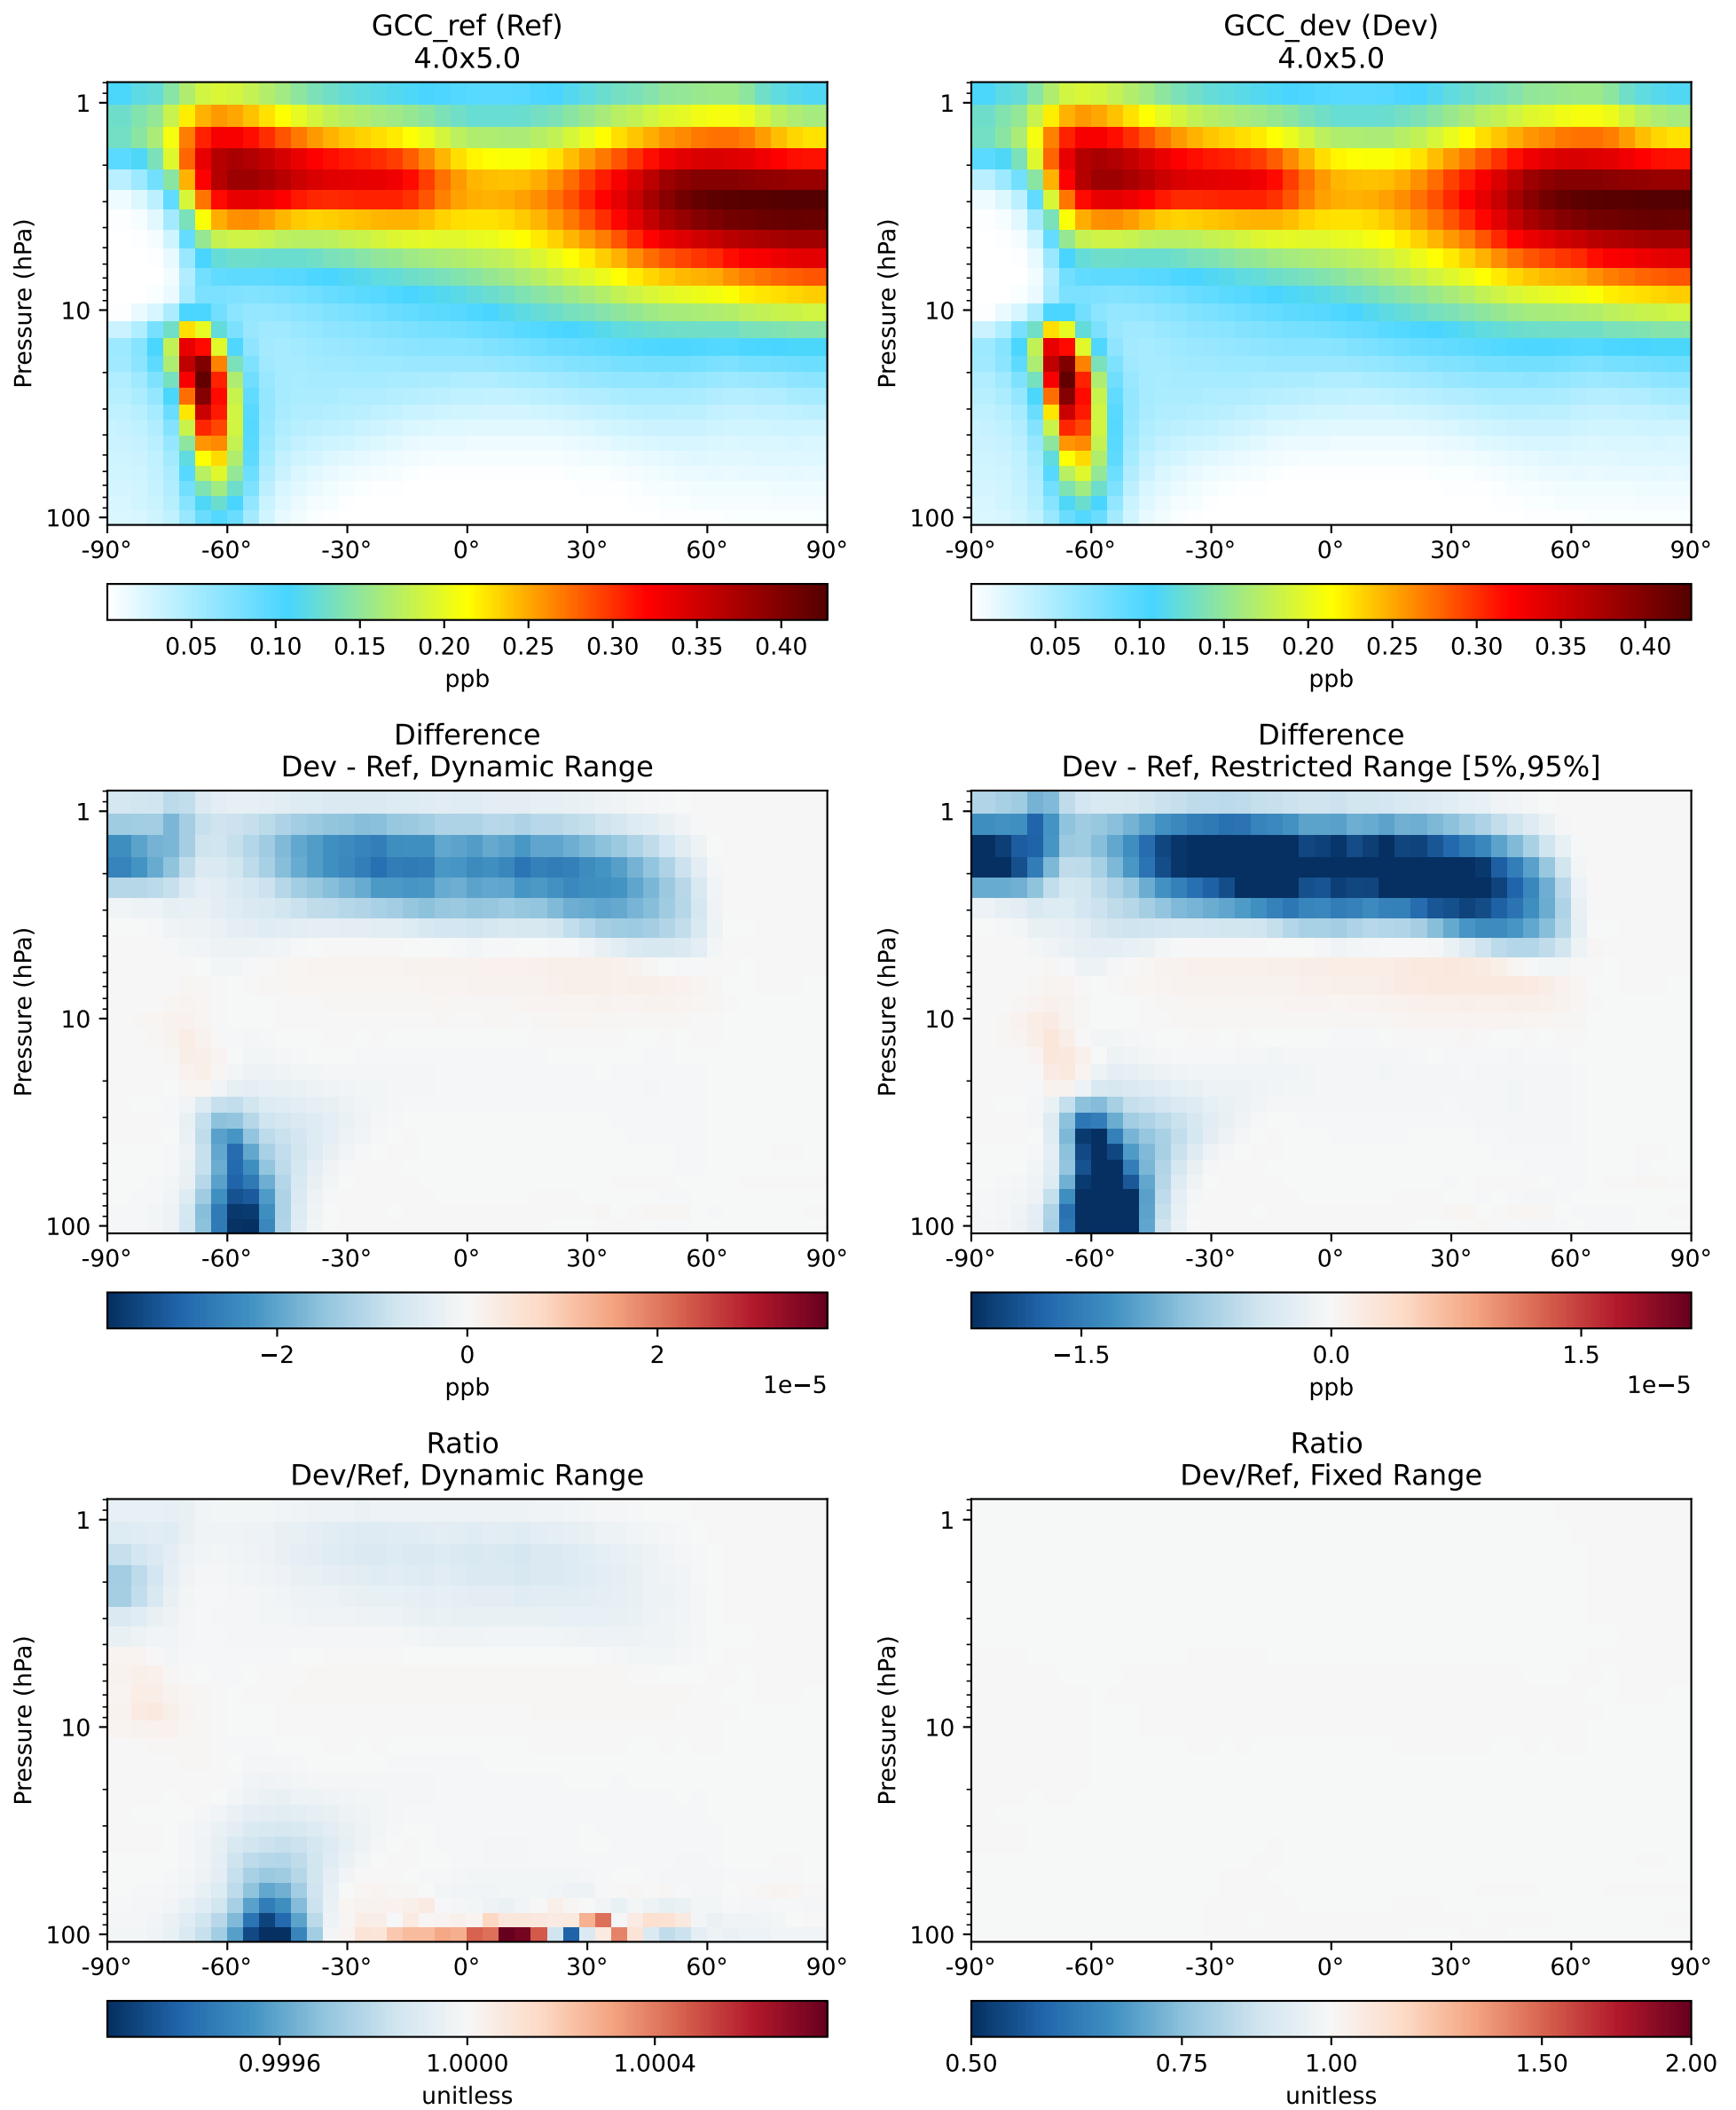 GCC_ref (Ref)
4.0x5.0
Pressure (hPa)
1
10
100
-90° -60° -30° 0° 30° 60° 90°
0.05 0.10 0.15 0.20 0.25 0.30 0.35 0.40
ppb
GCC_dev (Dev)
4.0x5.0
Pressure (hPa)
1
10
100
-90° -60° -30° 0° 30° 60° 90°
0.05 0.10 0.15 0.20 0.25 0.30 0.35 0.40
ppb
Difference
Dev - Ref, Dynamic Range
Pressure (hPa)
1
10
100
-90° -60° -30° 0° 30° 60° 90°
−2 0 2
ppb
1e−5
Difference
Dev - Ref, Restricted Range [5%,95%]
Pressure (hPa)
1
10
100
-90° -60° -30° 0° 30° 60° 90°
−1.5 0.0 1.5
ppb
1e−5
Ratio
Dev/Ref, Dynamic Range
Pressure (hPa)
1
10
100
-90° -60° -30° 0° 30° 60° 90°
0.9996 1.0000 1.0004
unitless
Ratio
Dev/Ref, Fixed Range
Pressure (hPa)
1
10
100
-90° -60° -30° 0° 30° 60° 90°
0.50 0.75 1.00 1.50 2.00
unitless